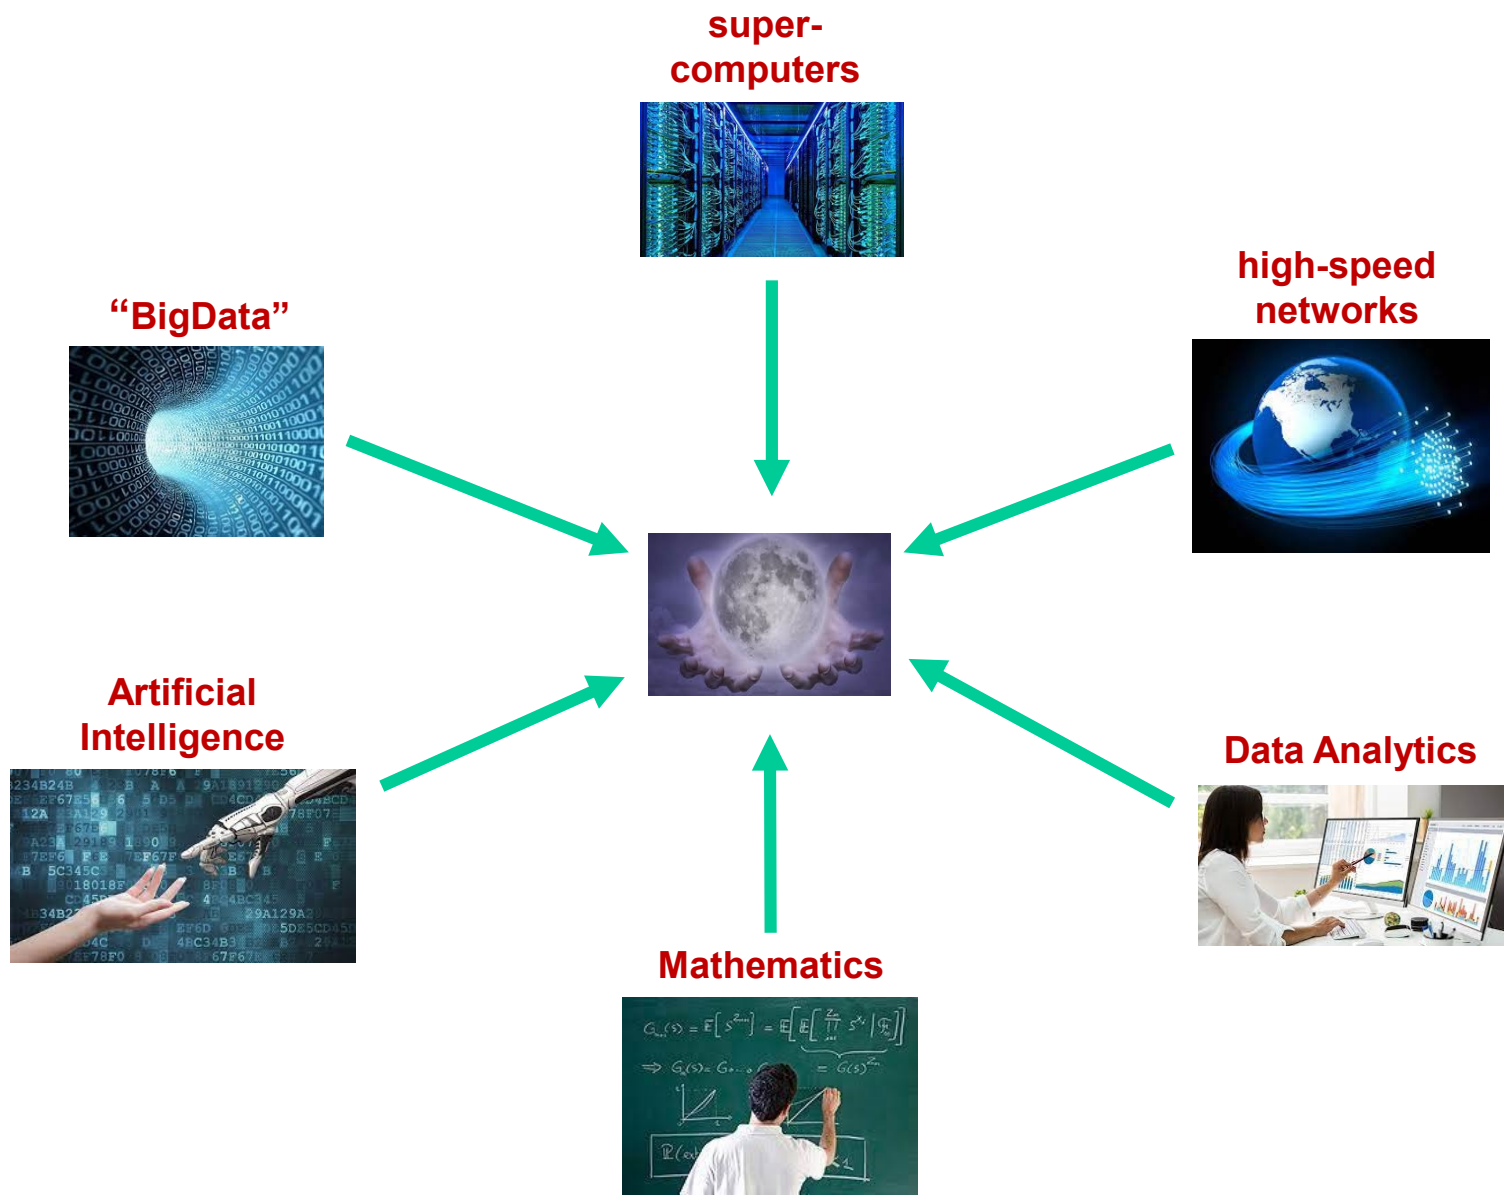 super-
computers
high-speed
networks
“BigData”
Artificial
Intelligence
Data Analytics
Mathematics